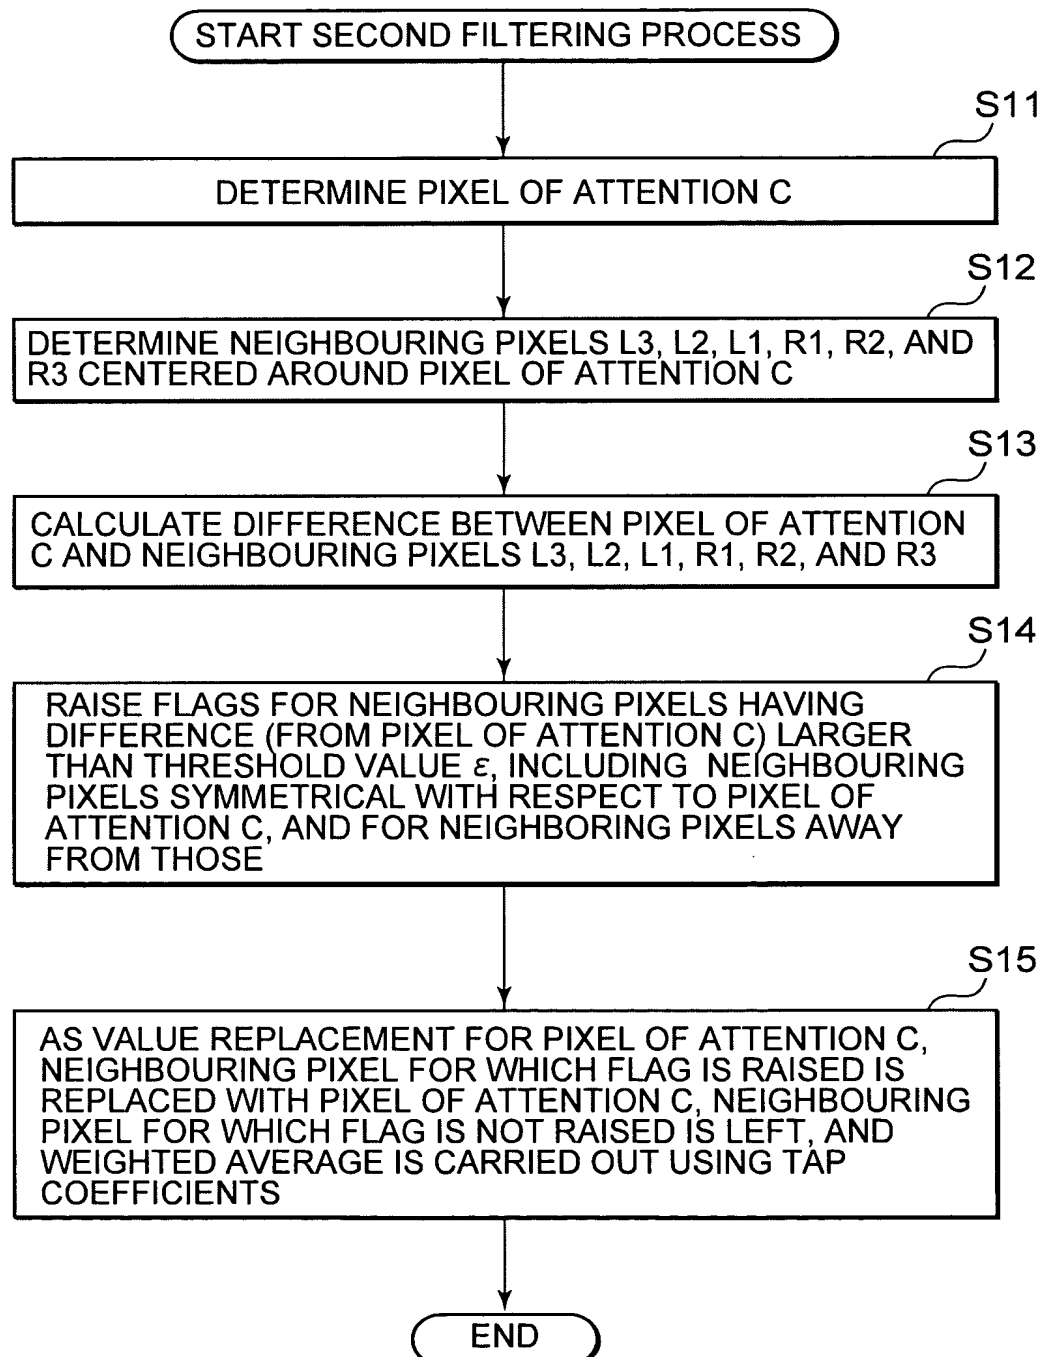 START SECOND FILTERING PROCESS
S11
DETERMINE PIXEL OF ATTENTION C
S12
DETERMINE NEIGHBOURING PIXELS L3, L2, L1, R1, R2, AND
R3 CENTERED AROUND PIXEL OF ATTENTION C
S13
CALCULATE DIFFERENCE BETWEEN PIXEL OF ATTENTION
C AND NEIGHBOURING PIXELS L3, L2, L1, R1, R2, AND R3
S14
RAISE FLAGS FOR NEIGHBOURING PIXELS HAVING
DIFFERENCE (FROM PIXEL OF ATTENTION C) LARGER
THAN THRESHOLD VALUE ε, INCLUDING NEIGHBOURING
PIXELS SYMMETRICAL WITH RESPECT TO PIXEL OF
ATTENTION C, AND FOR NEIGHBORING PIXELS AWAY
FROM THOSE
S15
AS VALUE REPLACEMENT FOR PIXEL OF ATTENTION C,
NEIGHBOURING PIXEL FOR WHICH FLAG IS RAISED IS
REPLACED WITH PIXEL OF ATTENTION C, NEIGHBOURING
PIXEL FOR WHICH FLAG IS NOT RAISED IS LEFT, AND
WEIGHTED AVERAGE IS CARRIED OUT USING TAP
COEFFICIENTS
END